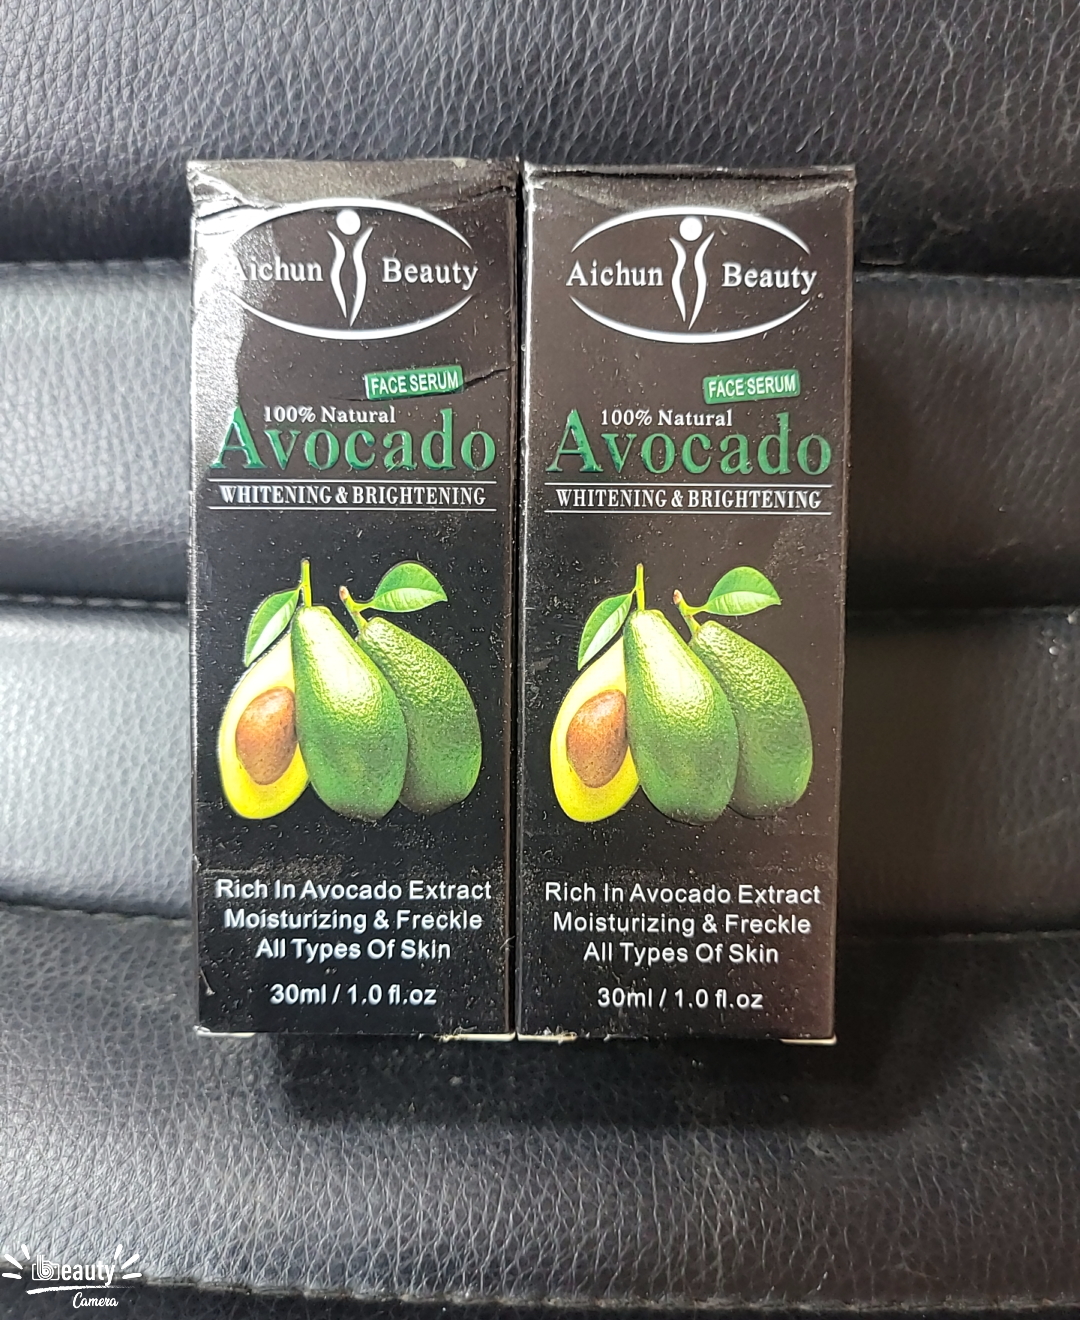 Aichun Beauty
FACE SERUM
100% Natural
Avocado
WHITENING & BRIGHTENING
Rich In Avocado Extract
Moisturizing & Freckle
All Types Of Skin
30ml / 1.0 fl.oz
Aichun Beauty
FACE SERUM
100% Natural
Avocado
WHITENING & BRIGHTENING
Rich In Avocado Extract
Moisturizing & Freckle
All Types Of Skin
30ml / 1.0 fl.oz
beauty
Camera